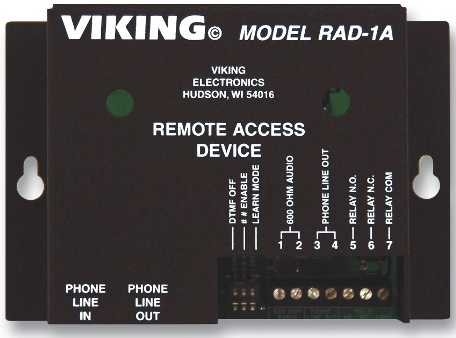 VIKING© MODEL RAD-1A
VIKING
ELECTRONICS
HUDSON, WI 54016
REMOTE ACCESS
DEVICE
DTMF OFF
# # ENABLE
LEARN MODE
600 OHM AUDIO
PHONE LINE OUT
RELAY N.O.
RELAY N.C.
RELAY COM
1 2 3 4 5 6 7
PHONE
LINE
IN
PHONE
LINE
OUT